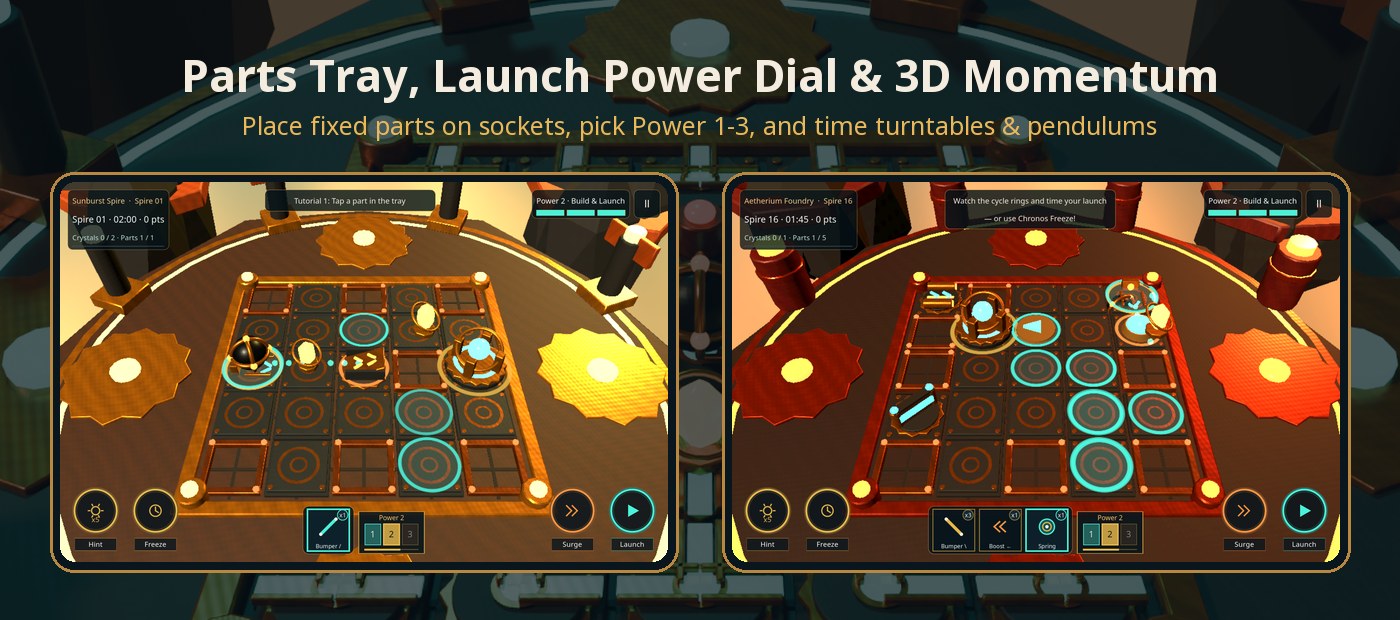 Parts Tray, Launch Power Dial & 3D Momentum
Place fixed parts on sockets, pick Power 1-3, and time turntables & pendulums
Sunburst Spire · Spire 01
Spire 01 · 02:00 · 0 pts
Crystals 0 / 2 · Parts 1 / 1
Tutorial 1: Tap a part in the tray
Power 2 · Build & Launch
x5
Hint
Freeze
x1
Bumper /
Power 2
1 2 3
Surge
Launch
Aetherium Foundry · Spire 16
Spire 16 · 01:45 · 0 pts
Crystals 0 / 1 · Parts 1 / 5
Watch the cycle rings and time your launch
— or use Chronos Freeze!
Power 2 · Build & Launch
x5
Hint
Freeze
x3
Bumper \
x1
Boost ←
x1
Spring
Power 2
1 2 3
Surge
Launch